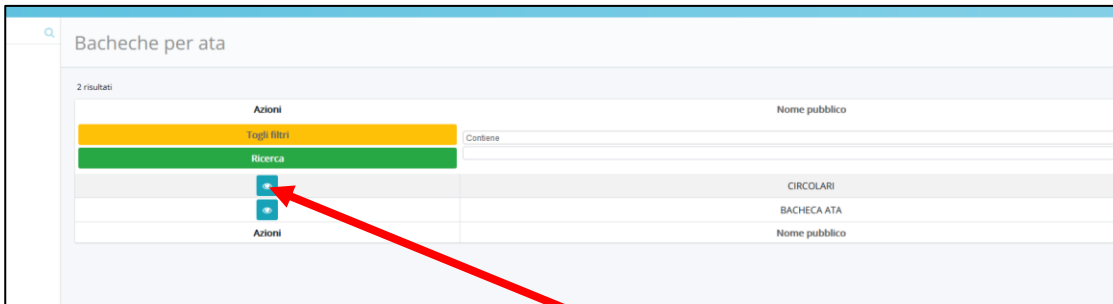 Bacheche per ata
2 risultati
Azioni Nome pubblico
Togli filtri
Contiene
Ricerca
CIRCOLARI
BACHECA ATA
Azioni Nome pubblico